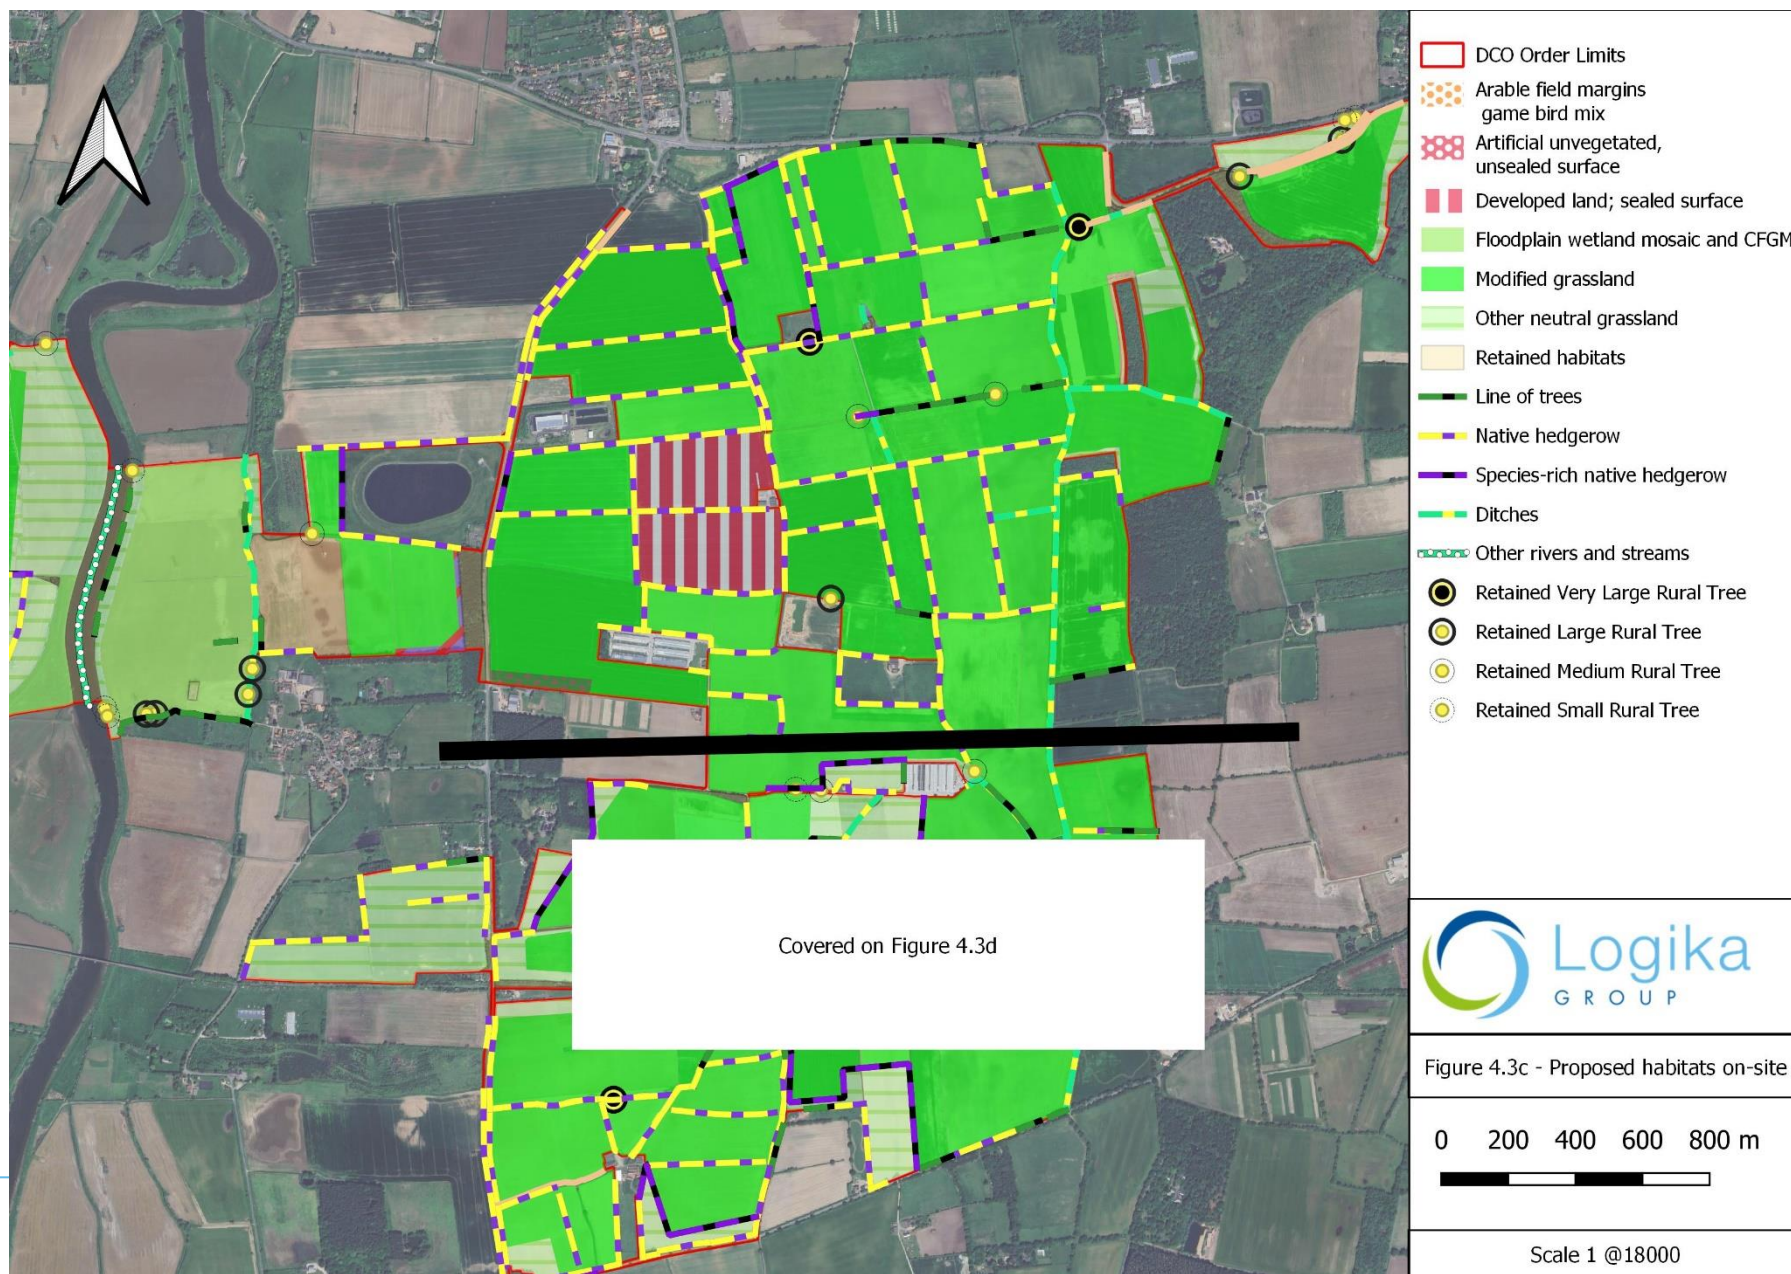 DCO Order Limits
Arable field margins
game bird mix
Artificial unvegetated,
unsealed surface
Developed land; sealed surface
Floodplain wetland mosaic and CFGM
Modified grassland
Other neutral grassland
Retained habitats
Line of trees
Native hedgerow
Species-rich native hedgerow
Ditches
Other rivers and streams
Retained Very Large Rural Tree
Retained Large Rural Tree
Retained Medium Rural Tree
Retained Small Rural Tree
Covered on Figure 4.3d
Logika
GROUP
Figure 4.3c - Proposed habitats on-site
0 200 400 600 800 m
Scale 1 @18000